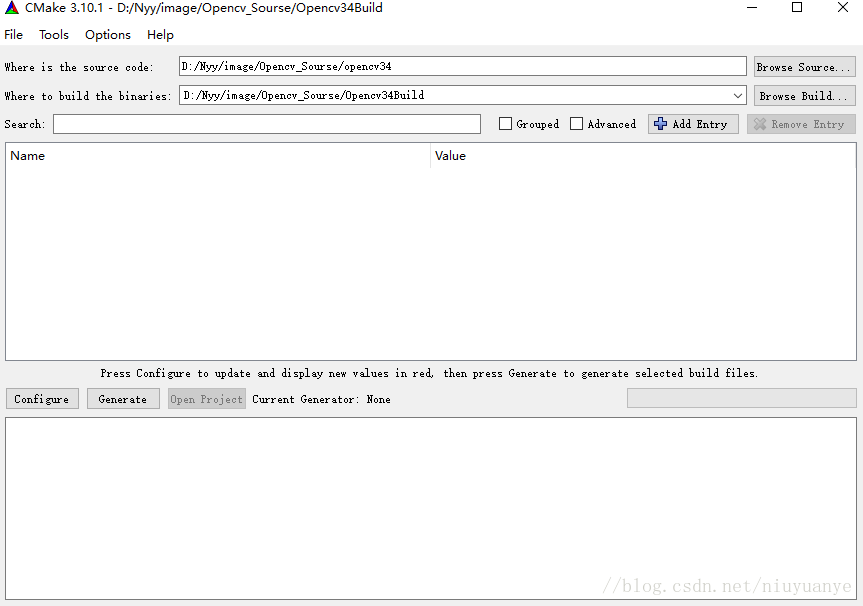 CMake 3.10.1 - D:/Nyy/image/Opencv_Sourse/Opencv34Build
File Tools Options Help
Where is the source code: D:/Nyy/image/Opencv_Sourse/opencv34 Browse Source...
Where to build the binaries: D:/Nyy/image/Opencv_Sourse/Opencv34Build Browse Build...
Search: Grouped Advanced Add Entry Remove Entry
Name Value
Press Configure to update and display new values in red, then press Generate to generate selected build files.
Configure Generate Open Project Current Generator: None
//blog.csdn.net/niuyuanye